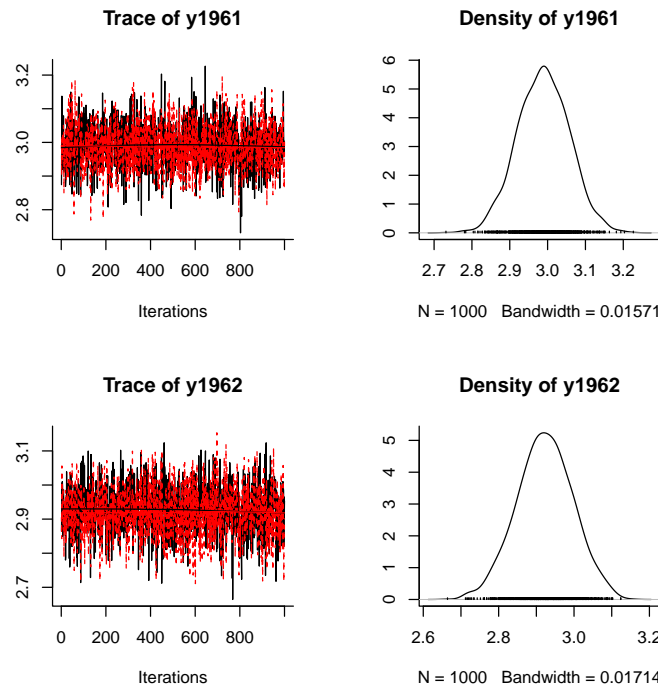 Trace of y1961
Density of y1961
2.8 3.0 3.2
0 200 400 600 800
Iterations
0 1 2 3 4 5 6
2.7 2.8 2.9 3.0 3.1 3.2
N = 1000 Bandwidth = 0.01571
Trace of y1962
Density of y1962
2.7 2.9 3.1
0 200 400 600 800
Iterations
0 1 2 3 4 5
2.6 2.8 3.0 3.2
N = 1000 Bandwidth = 0.01714